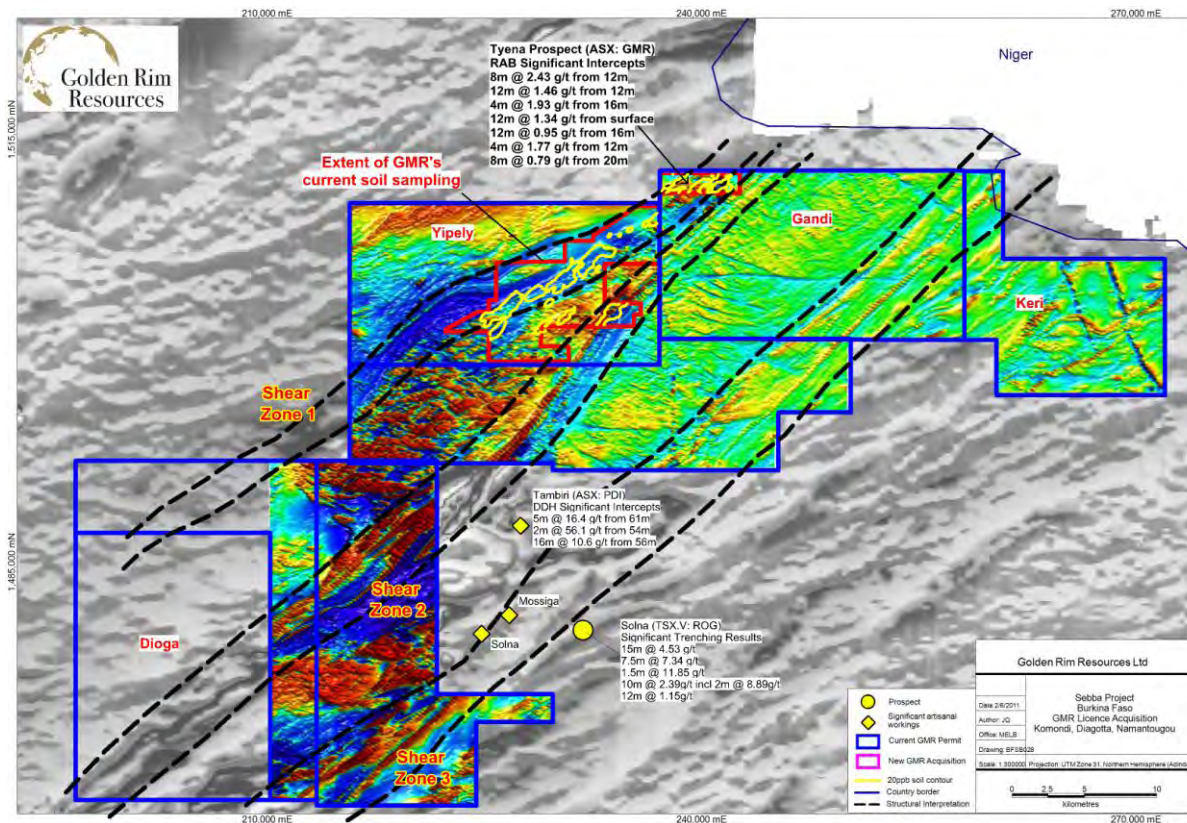 210,000 mE
240,000 mE
270,000 mE
Golden Rim
Resources
Niger
Tyena Prospect (ASX: GMR)
RAB Significant Intercepts
8m @ 2.43 g/t from 12m
12m @ 1.46 g/t from 12m
4m @ 1.93 g/t from 16m
12m @ 1.34 g/t from surface
12m @ 0.95 g/t from 16m
4m @ 1.77 g/t from 12m
8m @ 0.79 g/t from 20m
1,515,000 mN
Extent of GMR's
current soil sampling
Yipely
Gandi
Keri
Shear
Zone 1
Tambiri (ASX: PDI)
DDH Significant Intercepts
5m @ 16.4 g/t from 61m
2m @ 56.1 g/t from 54m
16m @ 10.6 g/t from 56m
1,485,000 mN
Shear
Zone 2
Mossiga
Solna
Dioga
Solna (TSX.V: ROG)
Significant Trenching Results
15m @ 4.53 g/t
7.5m @ 7.34 g/t
1.5m @ 11.85 g/t
10m @ 2.39g/t incl 2m @ 8.89g/t
12m @ 1.15g/t
Shear
Zone 3
Prospect
Significant artisanal
workings
Current GMR Permit
New GMR Acquisition
20ppb soil contour
Country border
Structural Interpretation
Golden Rim Resources Ltd
Date 2/6/2011
Author: JG
Office: MELB
Drawing: BFSB028
Sebba Project
Burkina Faso
GMR Licence Acquisition
Komondi, Diagotta, Namantougou
Scale: 1:300000 Projection: UTM Zone 31, Northern Hemisphere
0 2.5 5 10
kilometres
210,000 mE
240,000 mE
270,000 mE